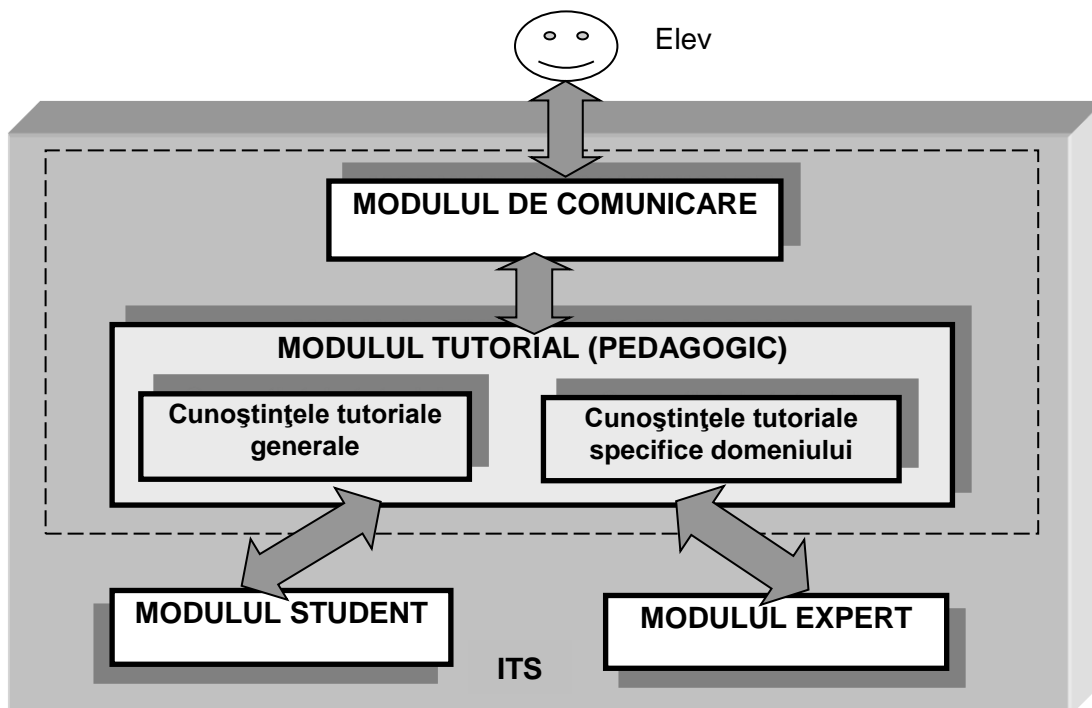 Elev
MODULUL DE COMUNICARE
MODULUL TUTORIAL (PEDAGOGIC)
Cunoştinţele tutoriale
generale
Cunoştinţele tutoriale
specifice domeniului
MODULUL STUDENT
MODULUL EXPERT
ITS